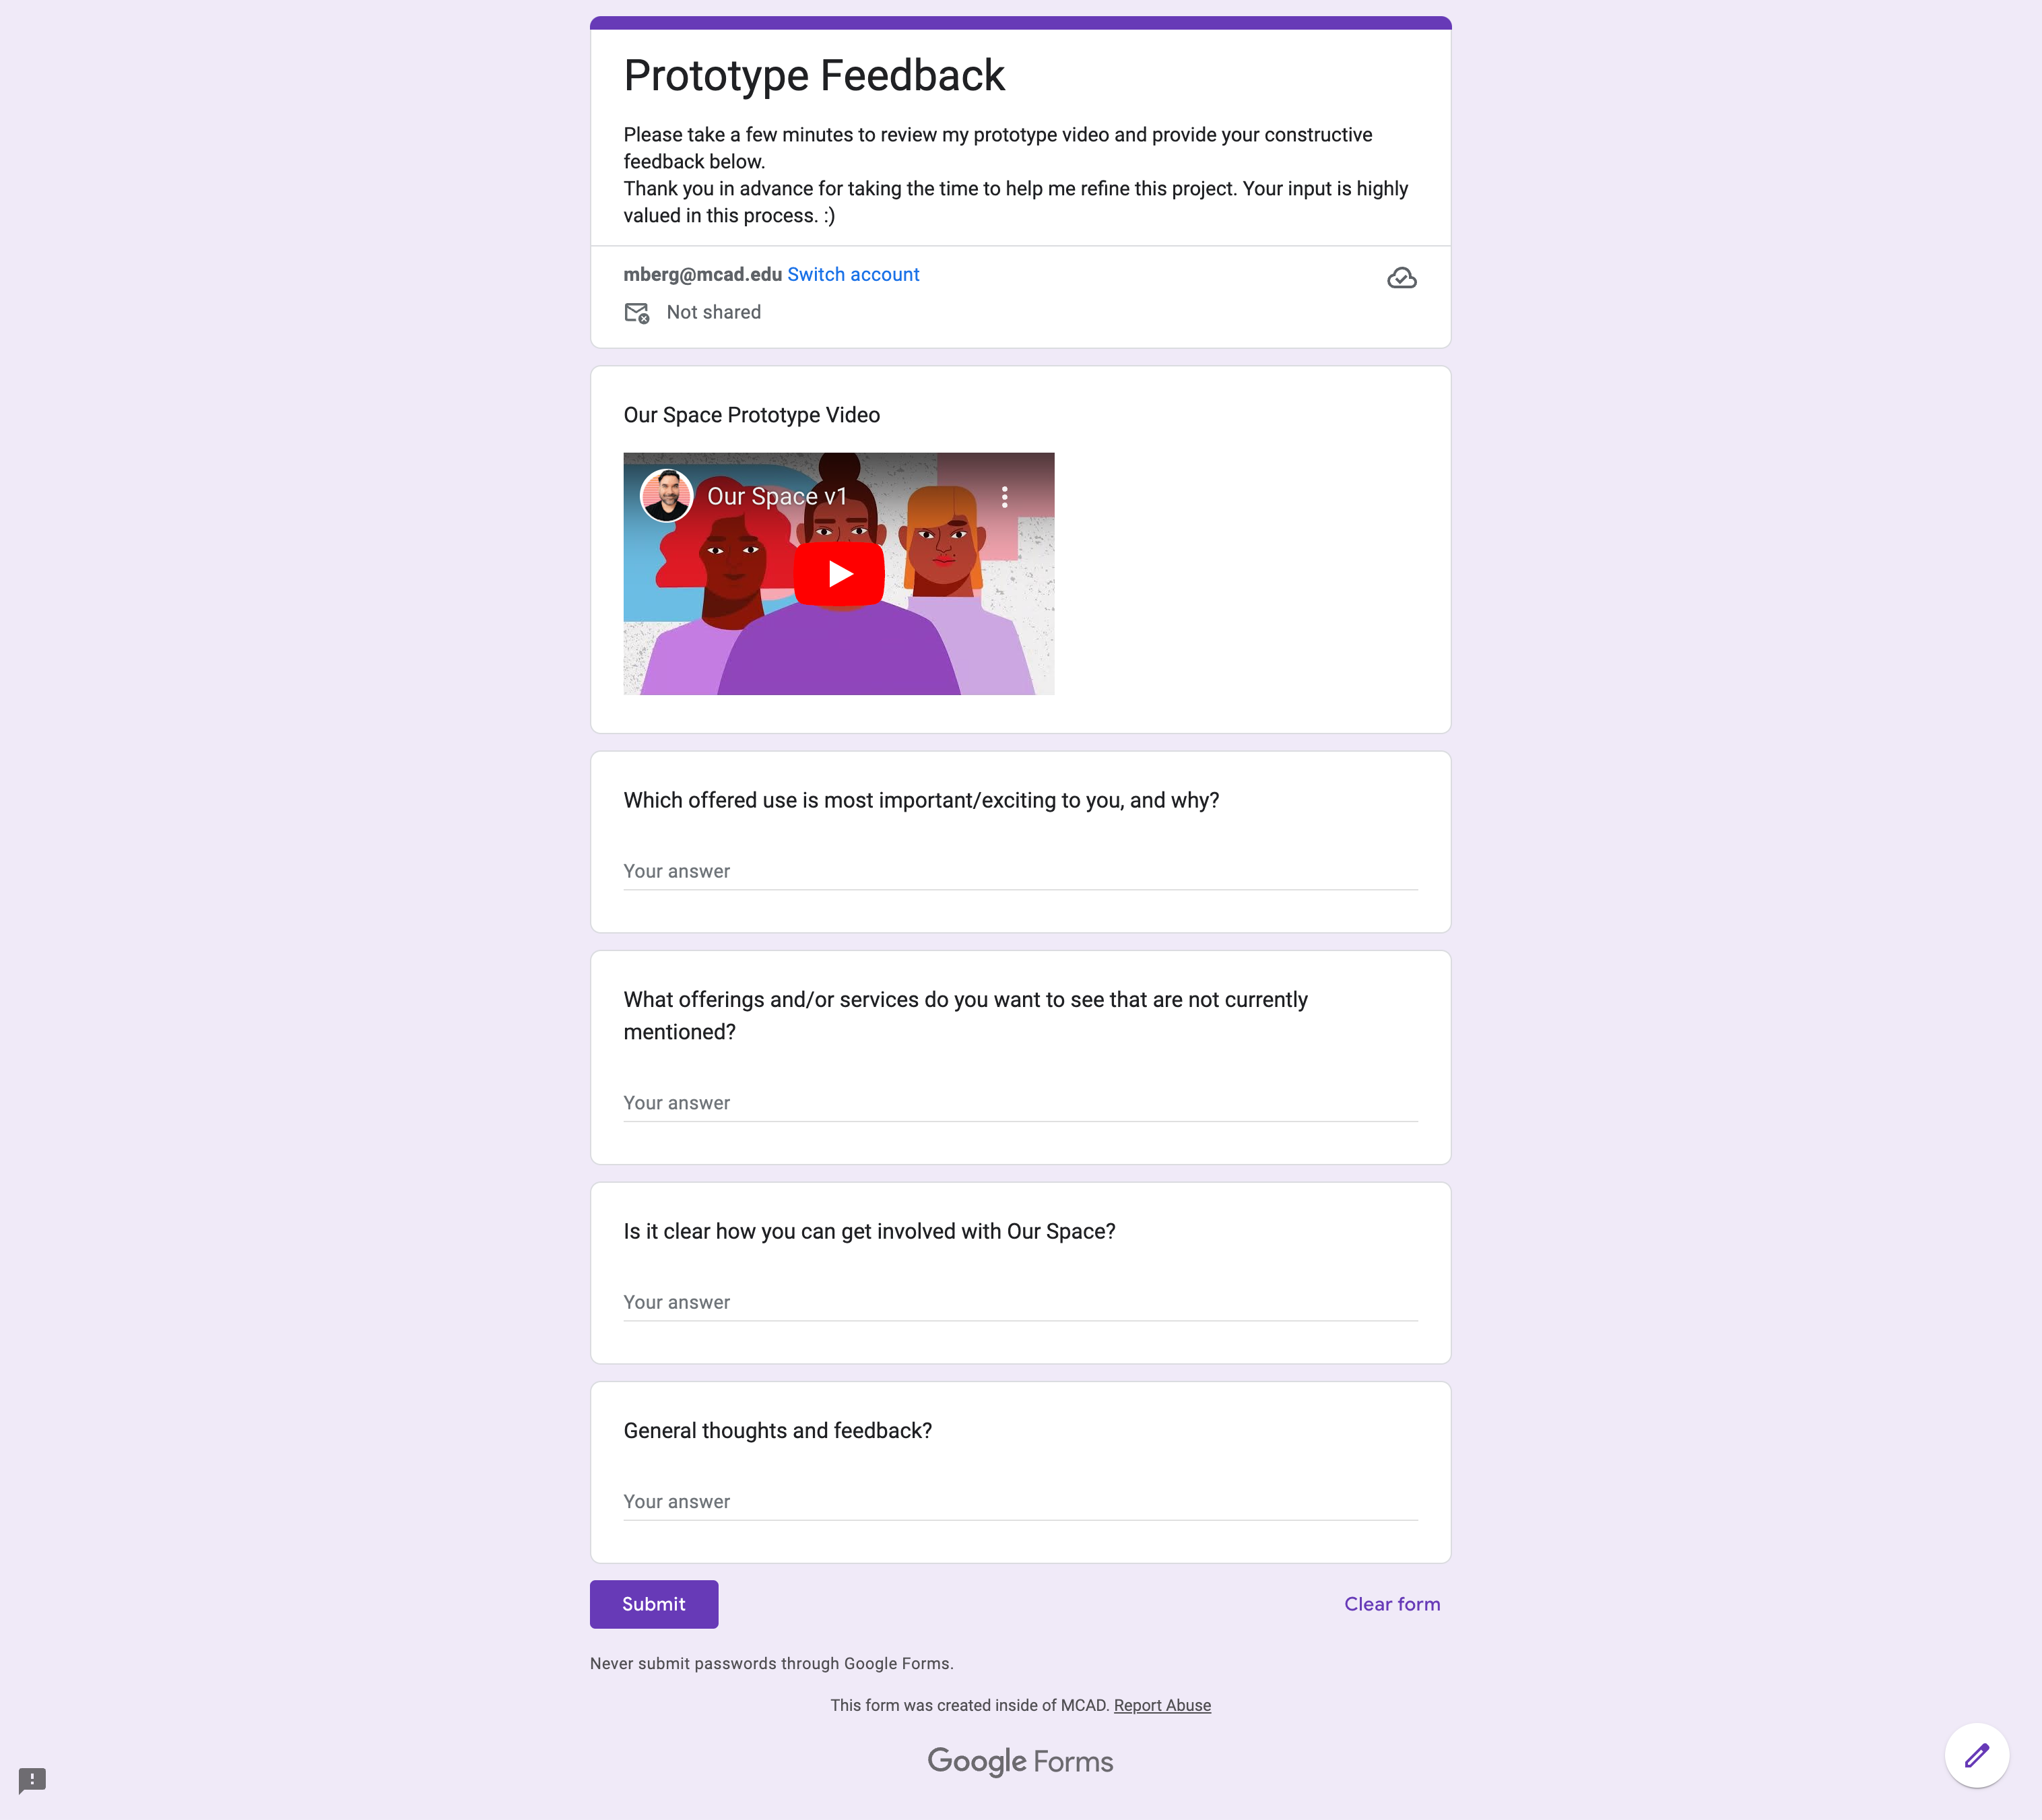 Prototype Feedback
Please take a few minutes to review my prototype video and provide your constructive
feedback below.
Thank you in advance for taking the time to help me refine this project. Your input is highly
valued in this process. :)
mberg@mcad.edu Switch account
Not shared
Our Space Prototype Video
Our Space v1
Which offered use is most important/exciting to you, and why?
Your answer
What offerings and/or services do you want to see that are not currently
mentioned?
Your answer
Is it clear how you can get involved with Our Space?
Your answer
General thoughts and feedback?
Your answer
Submit
Clear form
Never submit passwords through Google Forms.
This form was created inside of MCAD. Report Abuse
Google Forms